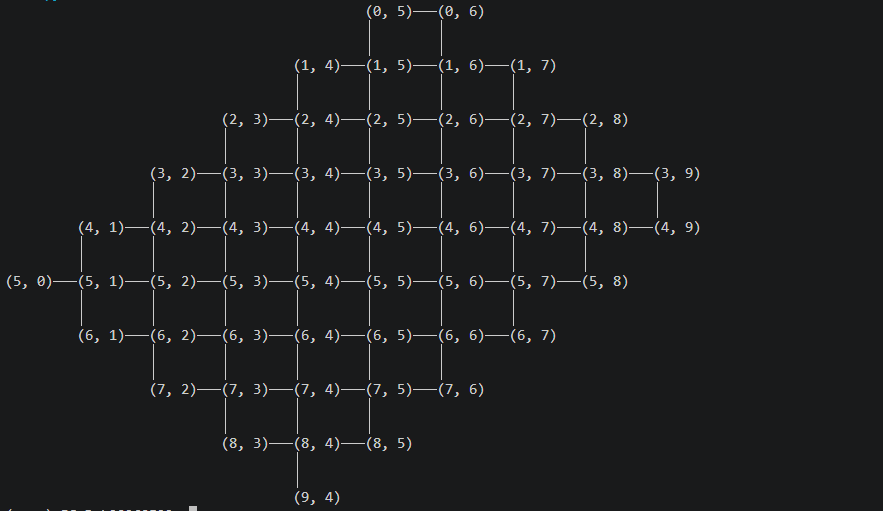 (0, 5)──(0, 6)
(1, 4)──(1, 5)──(1, 6)──(1, 7)
(2, 3)──(2, 4)──(2, 5)──(2, 6)──(2, 7)──(2, 8)
(3, 2)──(3, 3)──(3, 4)──(3, 5)──(3, 6)──(3, 7)──(3, 8)──(3, 9)
(4, 1)──(4, 2)──(4, 3)──(4, 4)──(4, 5)──(4, 6)──(4, 7)──(4, 8)──(4, 9)
(5, 0)──(5, 1)──(5, 2)──(5, 3)──(5, 4)──(5, 5)──(5, 6)──(5, 7)──(5, 8)
(6, 1)──(6, 2)──(6, 3)──(6, 4)──(6, 5)──(6, 6)──(6, 7)
(7, 2)──(7, 3)──(7, 4)──(7, 5)──(7, 6)
(8, 3)──(8, 4)──(8, 5)
(9, 4)